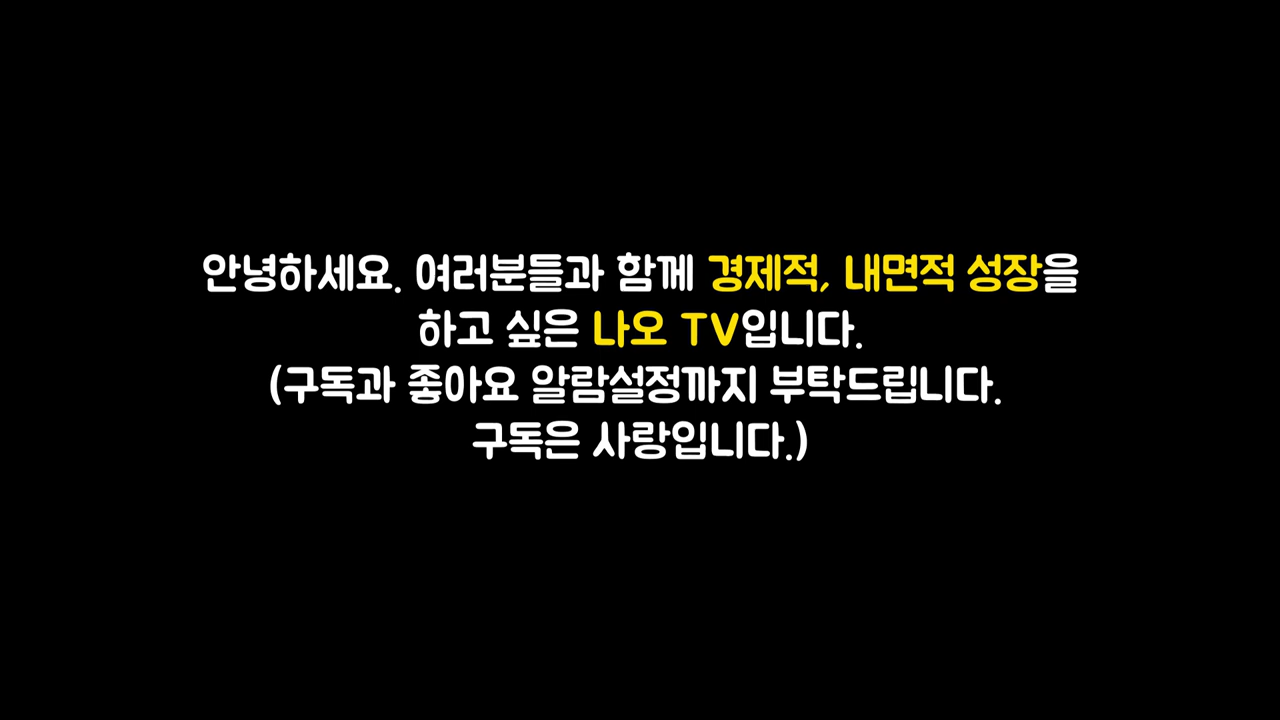 안녕하세요. 여러분들과 함께 경제적, 내면적 성장을
하고 싶은 나오 TV입니다.
(구독과 좋아요 알람설정까지 부탁드립니다.
구독은 사랑입니다.)